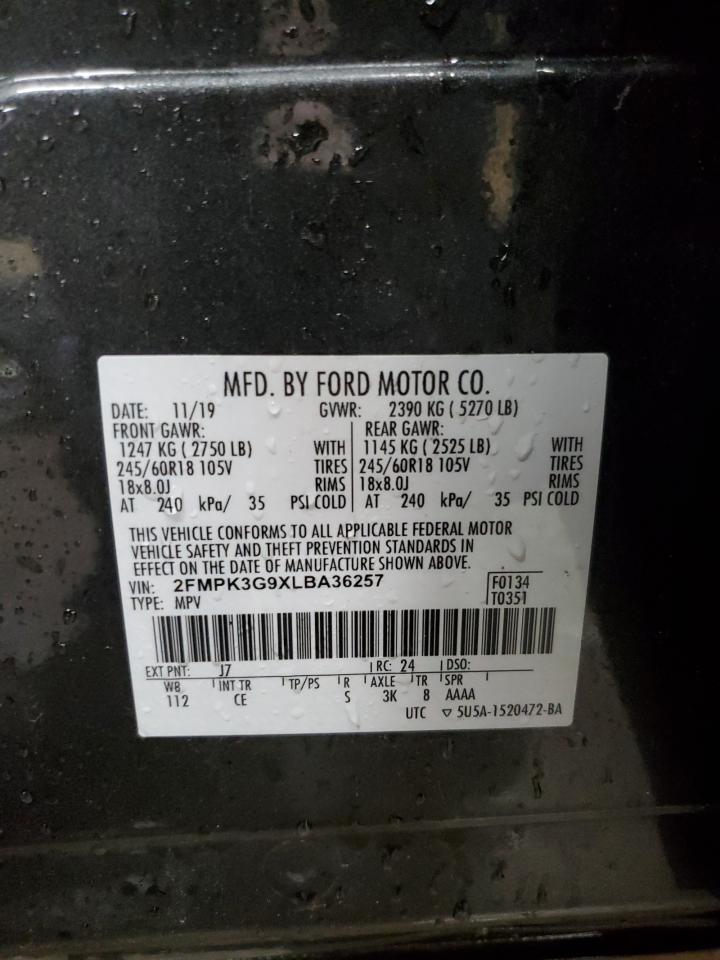 MFD. BY FORD MOTOR CO.
DATE: 11/19 GVWR: 2390 KG ( 5270 LB)
FRONT GAWR: REAR GAWR:
1247 KG ( 2750 LB) WITH 1145 KG ( 2525 LB) WITH
245/60R18 105V TIRES 245/60R18 105V TIRES
18x8.0J RIMS 18x8.0J RIMS
AT 240 kPa/ 35 PSI COLD AT 240 kPa/ 35 PSI COLD
THIS VEHICLE CONFORMS TO ALL APPLICABLE FEDERAL MOTOR
VEHICLE SAFETY AND THEFT PREVENTION STANDARDS IN
EFFECT ON THE DATE OF MANUFACTURE SHOWN ABOVE.
VIN: 2FMPK3G9XLBA36257 F0134
TYPE: MPV T0351
EXT PNT: J7 RC: 24 DSO:
WB INT TR TP/PS R AXLE TR SPR
112 CE S 3K 8 AAAA
UTC ▽ 5U5A-1520472-BA